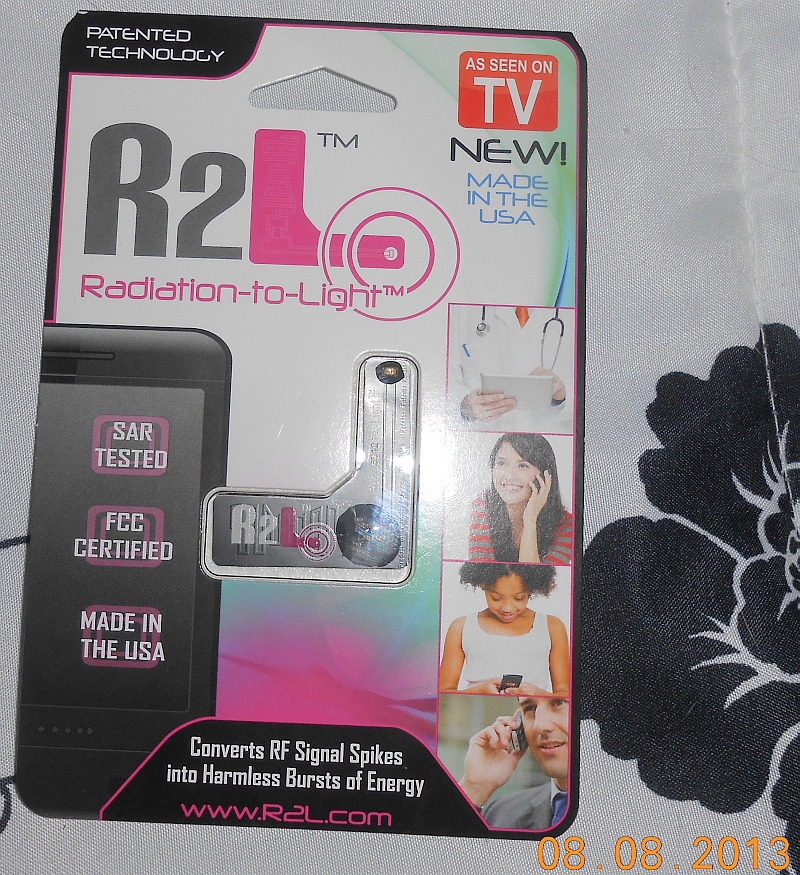 PATENTED
TECHNOLOGY
AS SEEN ON
TV
NEW!
MADE
IN THE
USA
R2L™
Radiation-to-Light™
SAR
TESTED
FCC
CERTIFIED
MADE IN
THE USA
R2L
Converts RF Signal Spikes
into Harmless Bursts of Energy
www.R2L.com
08.08.2013